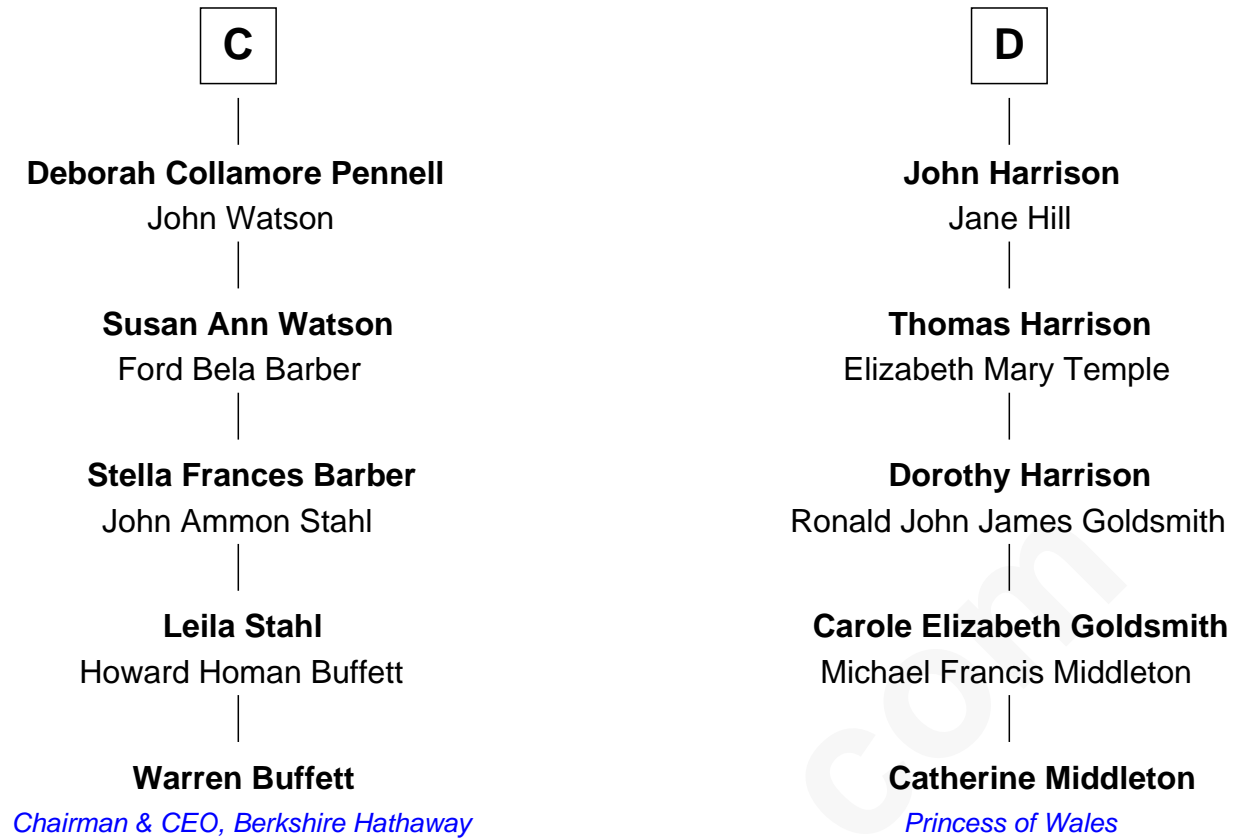 C
Deborah Collamore Pennell
John Watson
Susan Ann Watson
Ford Bela Barber
Stella Frances Barber
John Ammon Stahl
Leila Stahl
Howard Homan Buffett
Warren Buffett
Chairman & CEO, Berkshire Hathaway
D
John Harrison
Jane Hill
Thomas Harrison
Elizabeth Mary Temple
Dorothy Harrison
Ronald John James Goldsmith
Carole Elizabeth Goldsmith
Michael Francis Middleton
Catherine Middleton
Princess of Wales
com